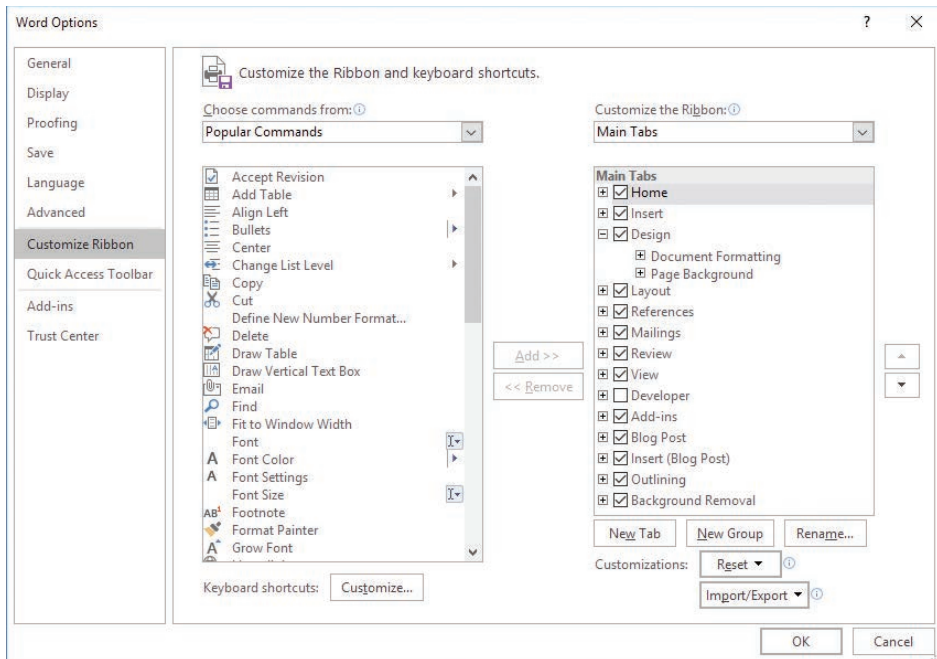 Word Options
?
General
Display
Proofing
Save
Language
Advanced
Customize Ribbon
Quick Access Toolbar
Add-ins
Trust Center
Customize the Ribbon and keyboard shortcuts.
Choose commands from:
Popular Commands
Accept Revision
Add Table
Align Left
Bullets
Center
Change List Level
Copy
Cut
Define New Number Format...
Delete
Draw Table
Draw Vertical Text Box
Email
Find
Fit to Window Width
Font
Font Color
Font Settings
Font Size
Footnote
Format Painter
Grow Font
Keyboard shortcuts: Customize...
Add >>
<< Remove
Customize the Ribbon:
Main Tabs
Main Tabs
Home
Insert
Design
Document Formatting
Page Background
Layout
References
Mailings
Review
View
Developer
Add-ins
Blog Post
Insert (Blog Post)
Outlining
Background Removal
New Tab New Group Rename...
Customizations: Reset
Import/Export
OK Cancel